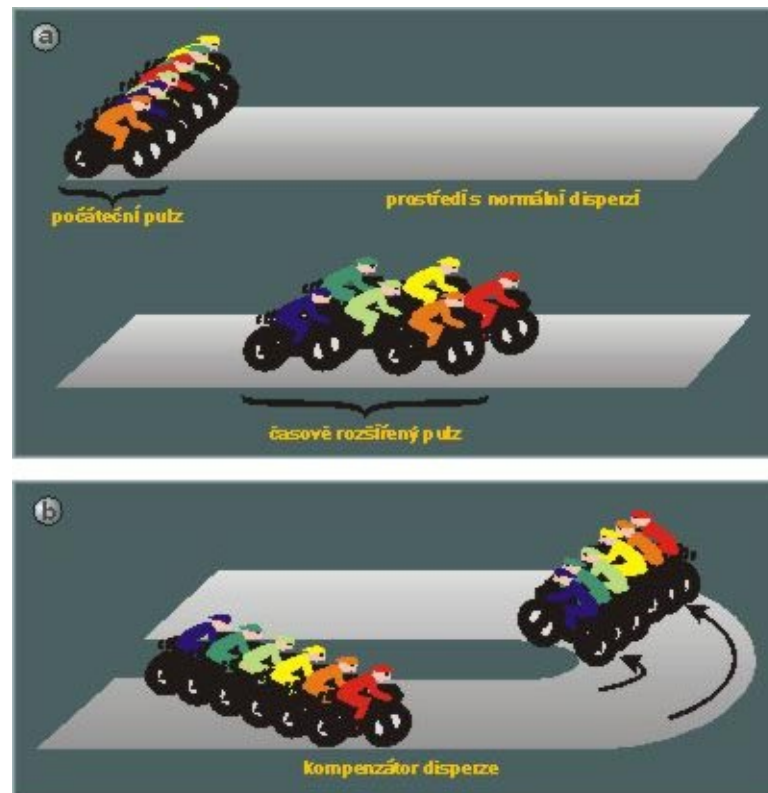 a
počáteční pulz
prostředí s normální disperzí
časově rozšířený pulz
b
Kompenzátor disperze